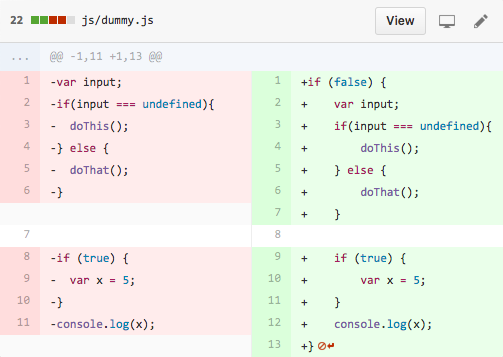 22 js/dummy.js View
... @@ -1,11 +1,13 @@
1 -var input; 1 +if (false) {
2 -if(input === undefined){ 2 +    var input;
3 -  doThis(); 3 +    if(input === undefined){
4 -} else { 4 +        doThis();
5 -  doThat(); 5 +    } else {
6 -} 6 +        doThat();
7 +    }
7 8
8 -if (true) { 9 +    if (true) {
9 -  var x = 5; 10 +        var x = 5;
10 -} 11 +    }
11 -console.log(x); 12 +    console.log(x);
13 +}